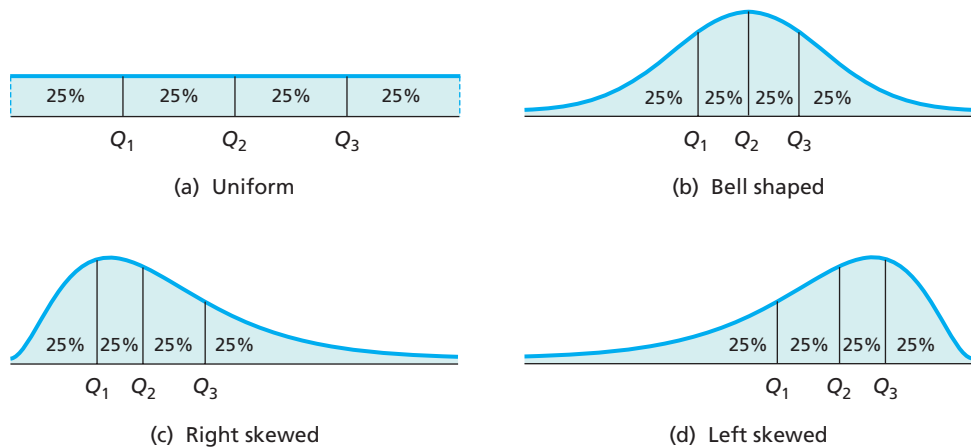 25% 25% 25% 25%
Q1 Q2 Q3
(a) Uniform
25% 25% 25% 25%
Q1 Q2 Q3
(b) Bell shaped
25% 25% 25% 25%
Q1 Q2 Q3
(c) Right skewed
25% 25% 25% 25%
Q1 Q2 Q3
(d) Left skewed